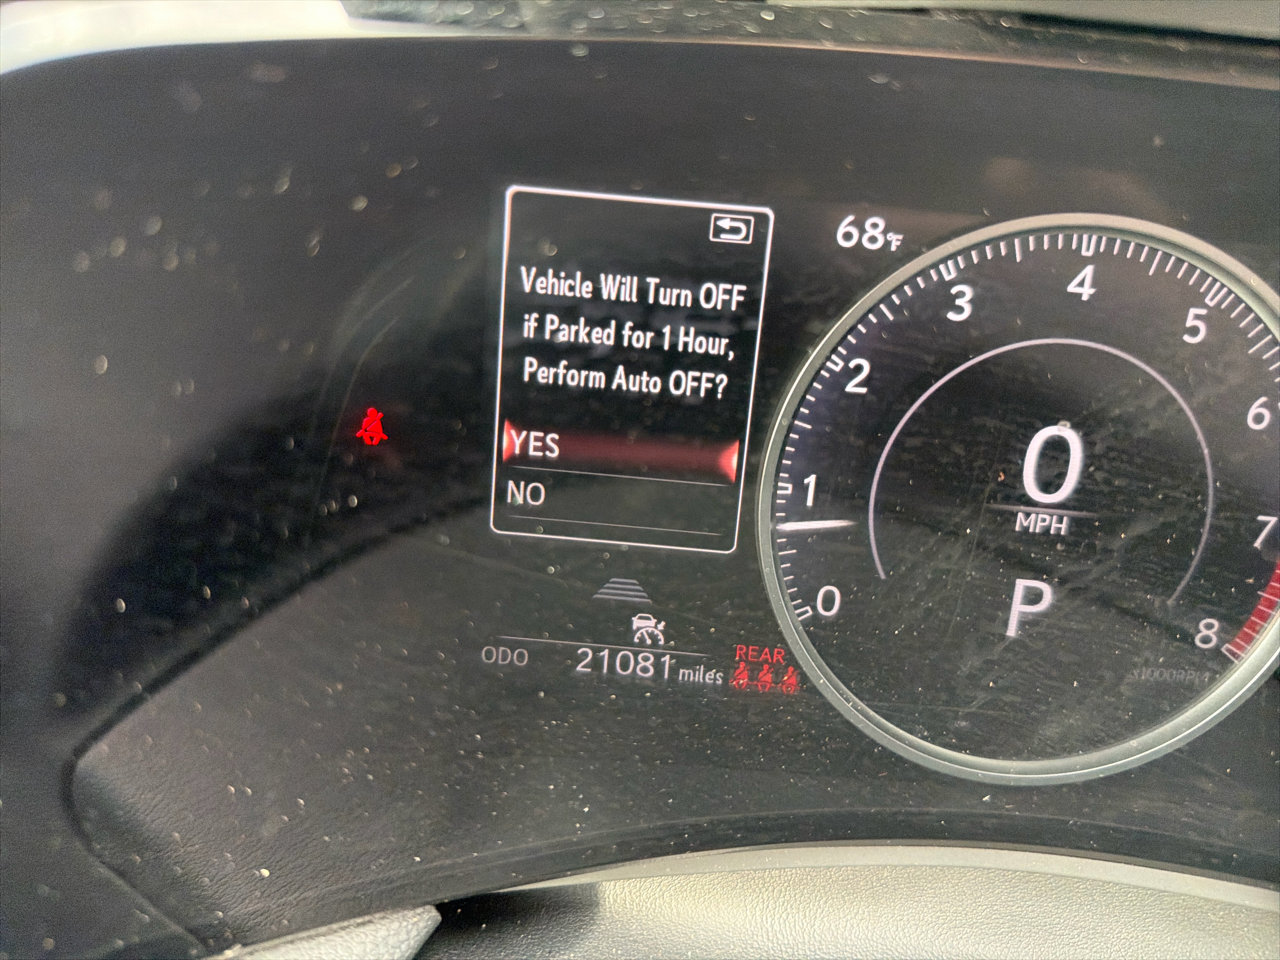 Vehicle Will Turn OFF
if Parked for 1 Hour,
Perform Auto OFF?
YES
NO
68°F
0
1
2
3
4
5
6
7
8
x1000RPM
0
MPH
P
ODO 21081 miles
REAR